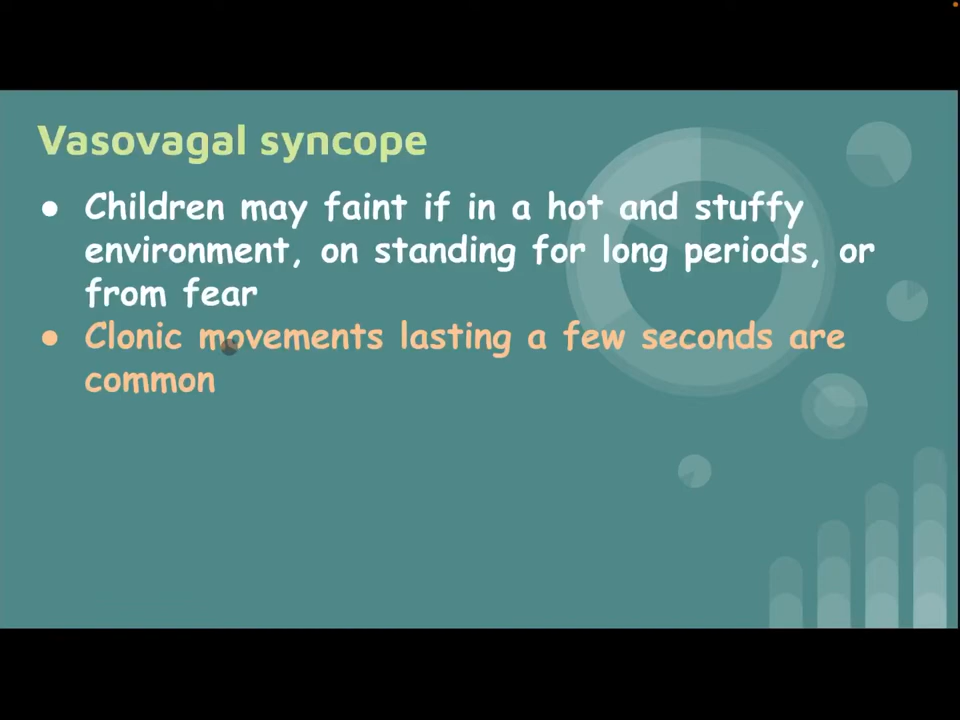 Vasovagal syncope
● Children may faint if in a hot and stuffy
environment, on standing for long periods, or
from fear
● Clonic movements lasting a few seconds are
common